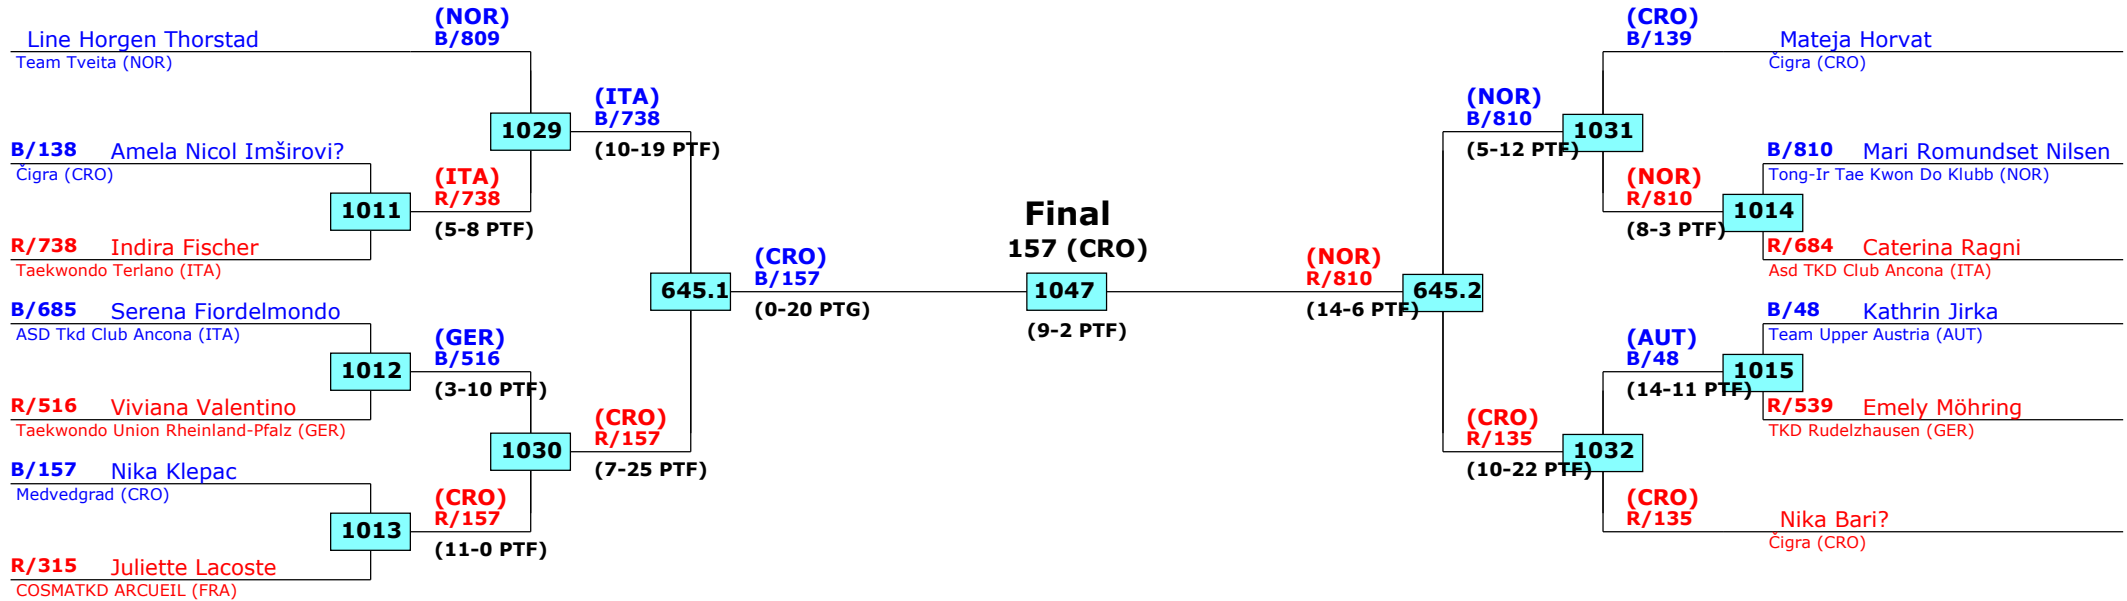 (NOR)
B/809
Line Horgen Thorstad
Team Tveita (NOR)
1029
(ITA)
B/738
(10-19 PTF)
B/138 Amela Nicol Imširovi?
Čigra (CRO)
1011
(ITA)
R/738
(5-8 PTF)
R/738 Indira Fischer
Taekwondo Terlano (ITA)
645.1
(CRO)
B/157
(0-20 PTG)
B/685 Serena Fiordelmondo
ASD Tkd Club Ancona (ITA)
1012
(GER)
B/516
(3-10 PTF)
R/516 Viviana Valentino
Taekwondo Union Rheinland-Pfalz (GER)
1030
(CRO)
R/157
(7-25 PTF)
B/157 Nika Klepac
Medvedgrad (CRO)
1013
(CRO)
R/157
(11-0 PTF)
R/315 Juliette Lacoste
COSMATKD ARCUEIL (FRA)
Final
157 (CRO)
1047
(9-2 PTF)
(CRO)
B/139
Mateja Horvat
Čigra (CRO)
(NOR)
B/810
(5-12 PTF)
1031
B/810 Mari Romundset Nilsen
Tong-Ir Tae Kwon Do Klubb (NOR)
(NOR)
R/810
(8-3 PTF)
1014
R/684 Caterina Ragni
Asd TKD Club Ancona (ITA)
(NOR)
R/810
(14-6 PTF)
645.2
B/48 Kathrin Jirka
Team Upper Austria (AUT)
(AUT)
B/48
(14-11 PTF)
1015
R/539 Emely Möhring
TKD Rudelzhausen (GER)
(CRO)
R/135
(10-22 PTF)
1032
(CRO)
R/135
Nika Bari?
Čigra (CRO)